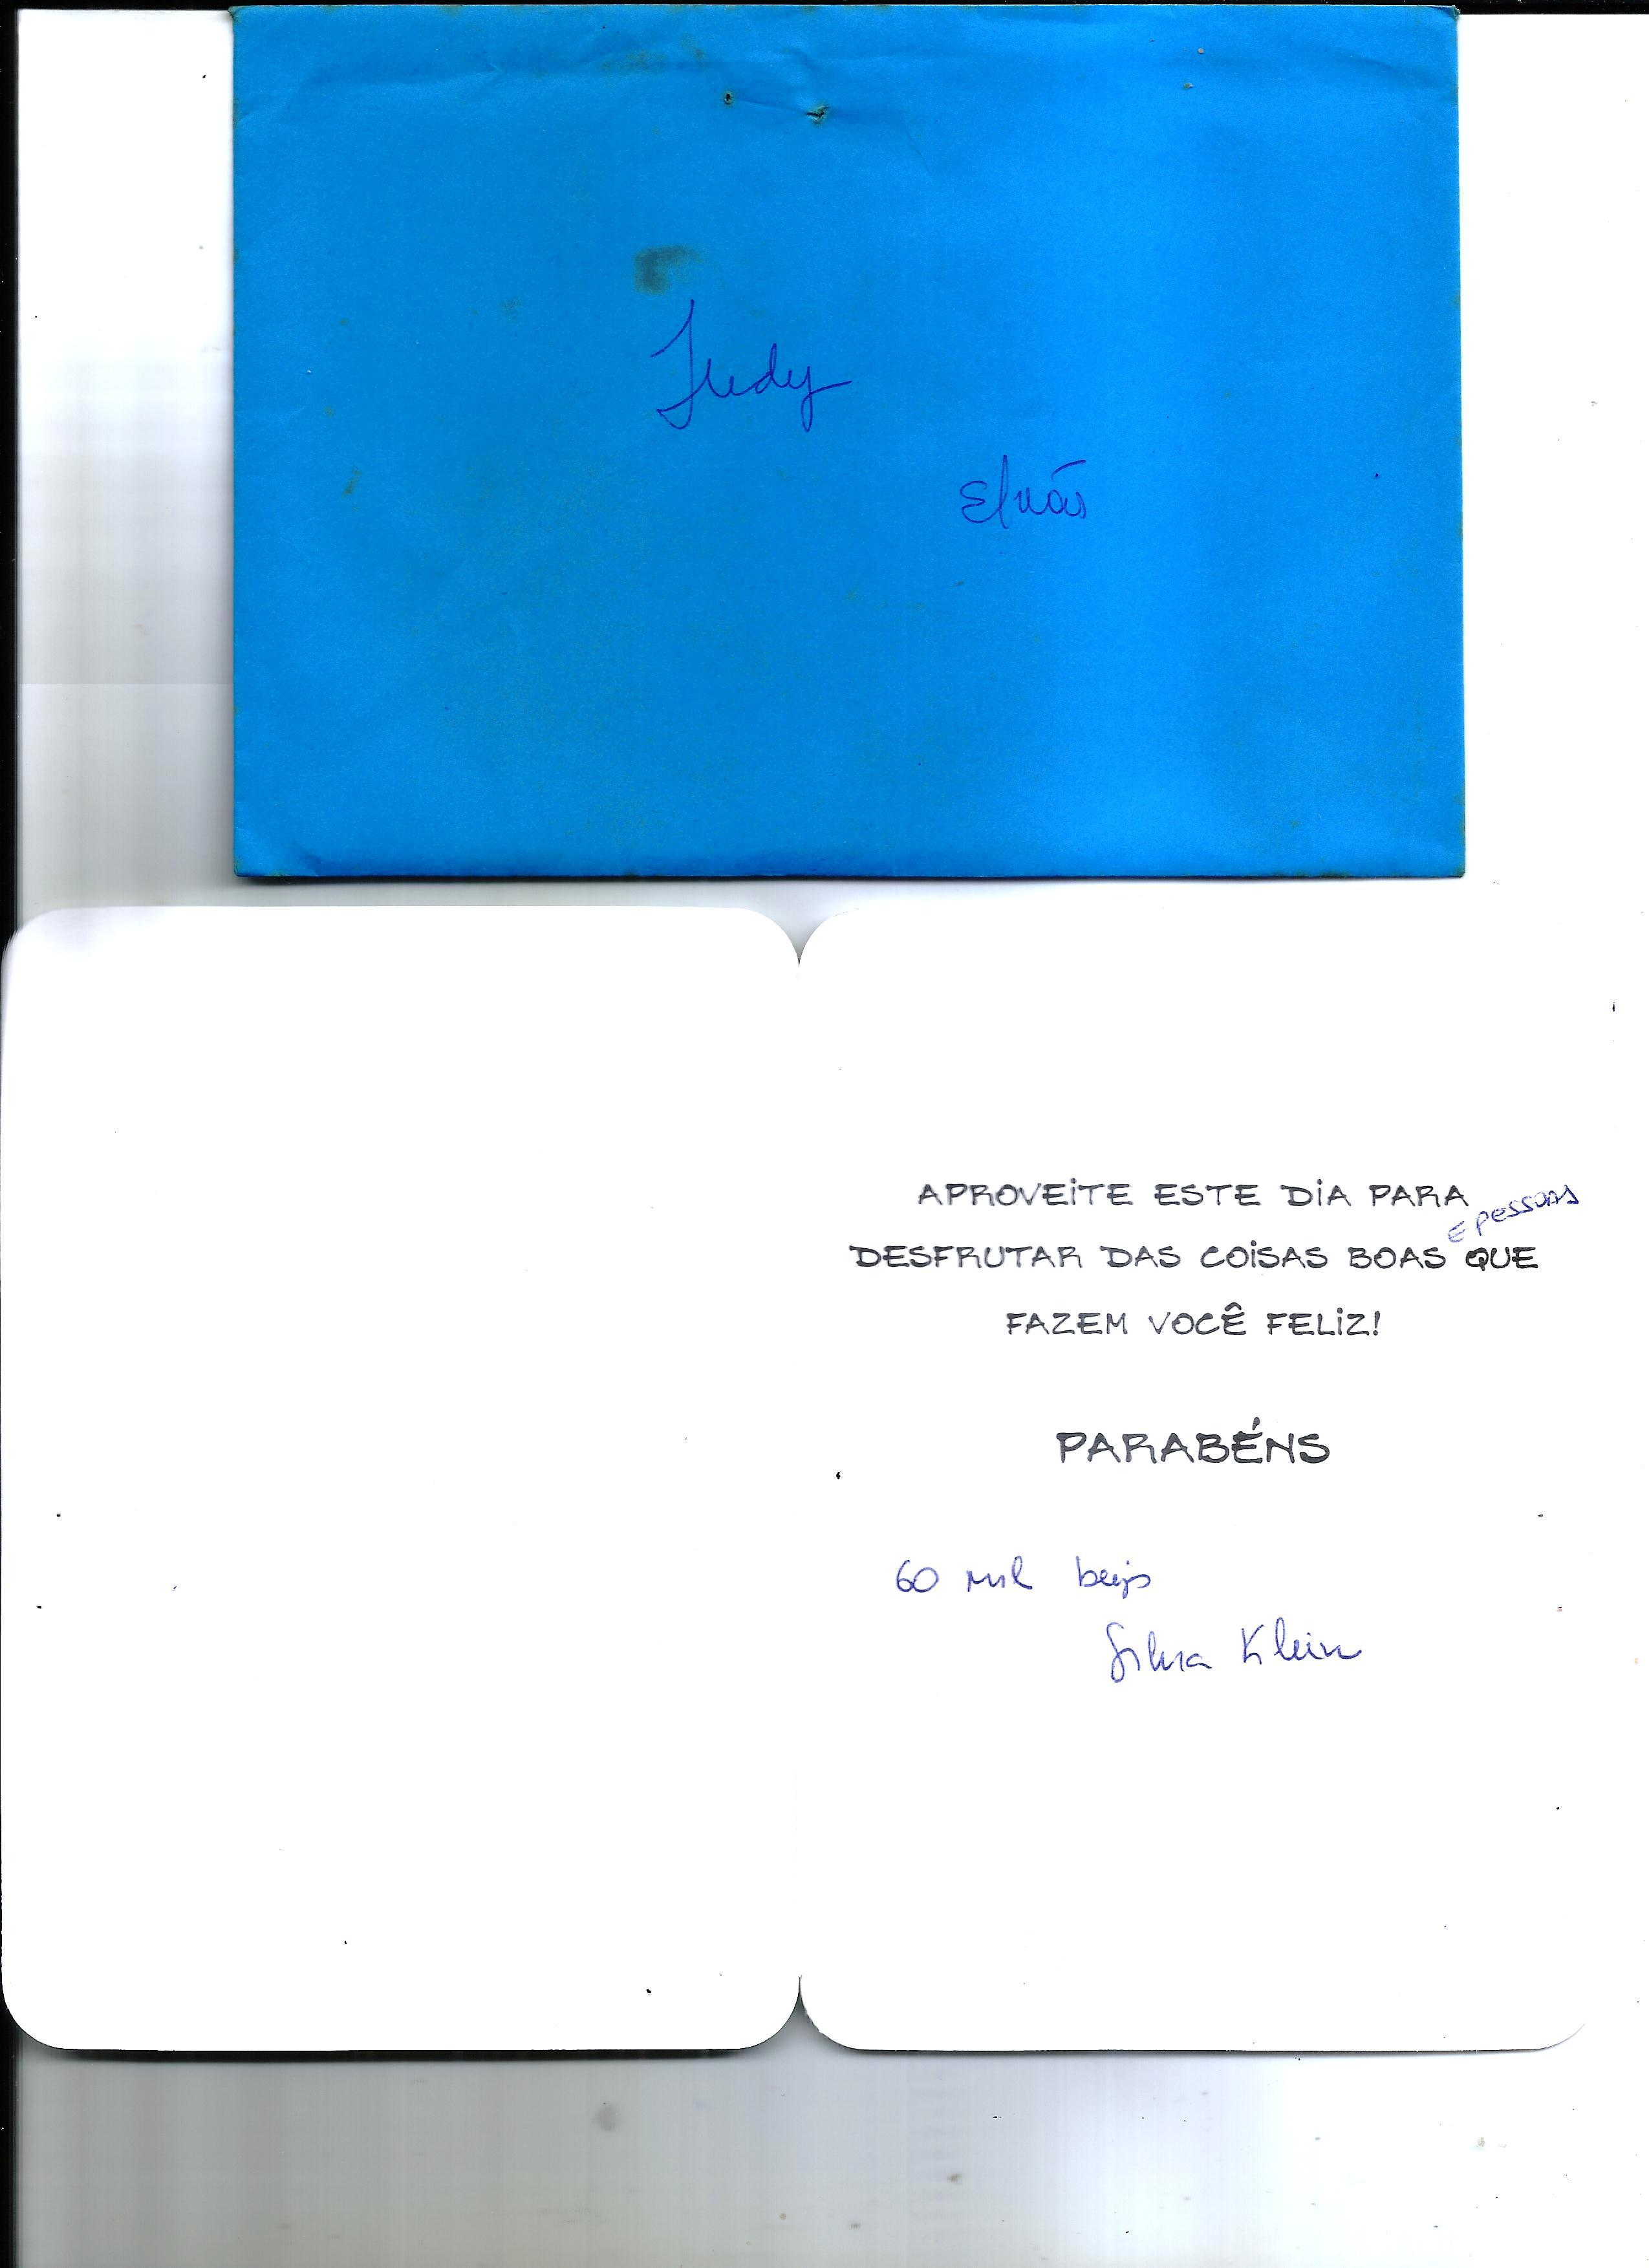 Judy
APROVEITE ESTE DIA PARA
E PESSOAS
DESFRUTAR DAS COISAS BOAS QUE
FAZEM VOCÊ FELIZ!
PARABÉNS
60 mil beijos
Silvia Klein